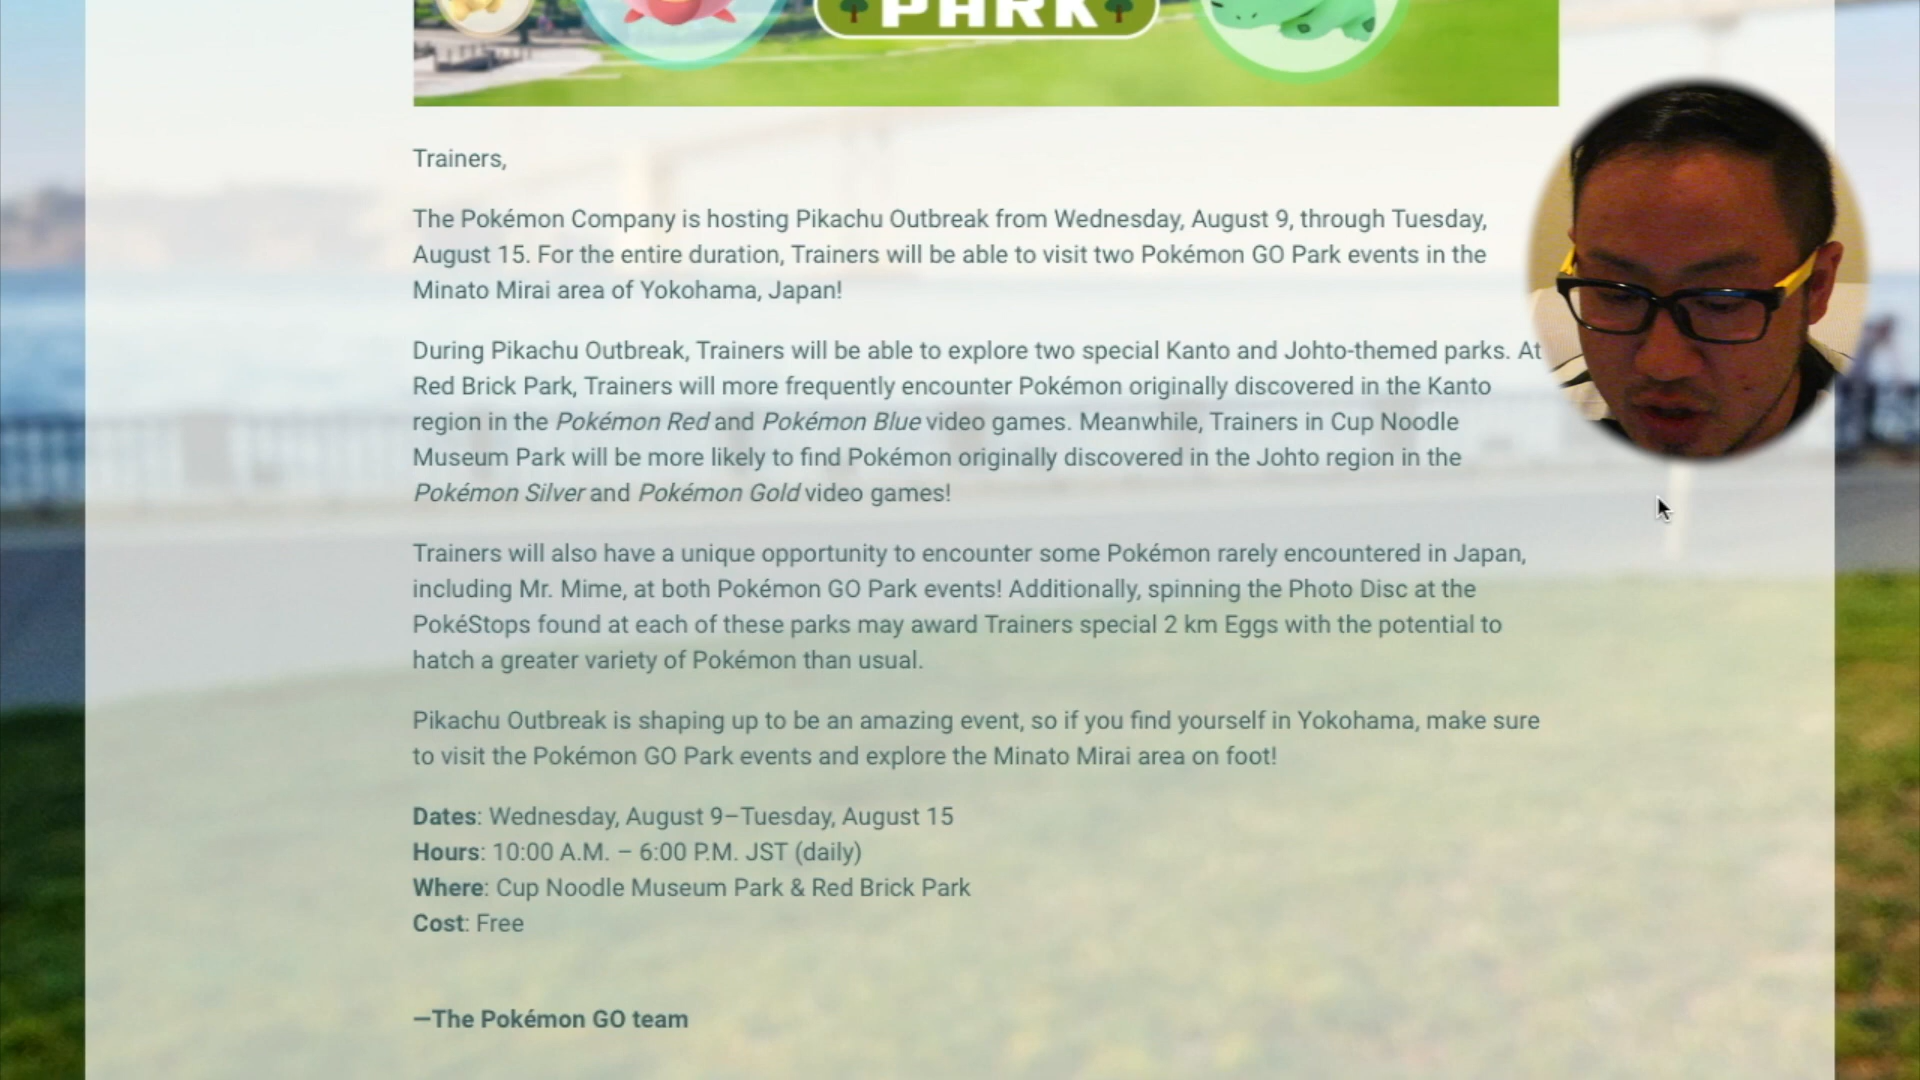 PARK
Trainers,
The Pokémon Company is hosting Pikachu Outbreak from Wednesday, August 9, through Tuesday,
August 15. For the entire duration, Trainers will be able to visit two Pokémon GO Park events in the
Minato Mirai area of Yokohama, Japan!
During Pikachu Outbreak, Trainers will be able to explore two special Kanto and Johto-themed parks. At
Red Brick Park, Trainers will more frequently encounter Pokémon originally discovered in the Kanto
region in the Pokémon Red and Pokémon Blue video games. Meanwhile, Trainers in Cup Noodle
Museum Park will be more likely to find Pokémon originally discovered in the Johto region in the
Pokémon Silver and Pokémon Gold video games!
Trainers will also have a unique opportunity to encounter some Pokémon rarely encountered in Japan,
including Mr. Mime, at both Pokémon GO Park events! Additionally, spinning the Photo Disc at the
PokéStops found at each of these parks may award Trainers special 2 km Eggs with the potential to
hatch a greater variety of Pokémon than usual.
Pikachu Outbreak is shaping up to be an amazing event, so if you find yourself in Yokohama, make sure
to visit the Pokémon GO Park events and explore the Minato Mirai area on foot!
Dates: Wednesday, August 9–Tuesday, August 15
Hours: 10:00 A.M. – 6:00 P.M. JST (daily)
Where: Cup Noodle Museum Park & Red Brick Park
Cost: Free
—The Pokémon GO team